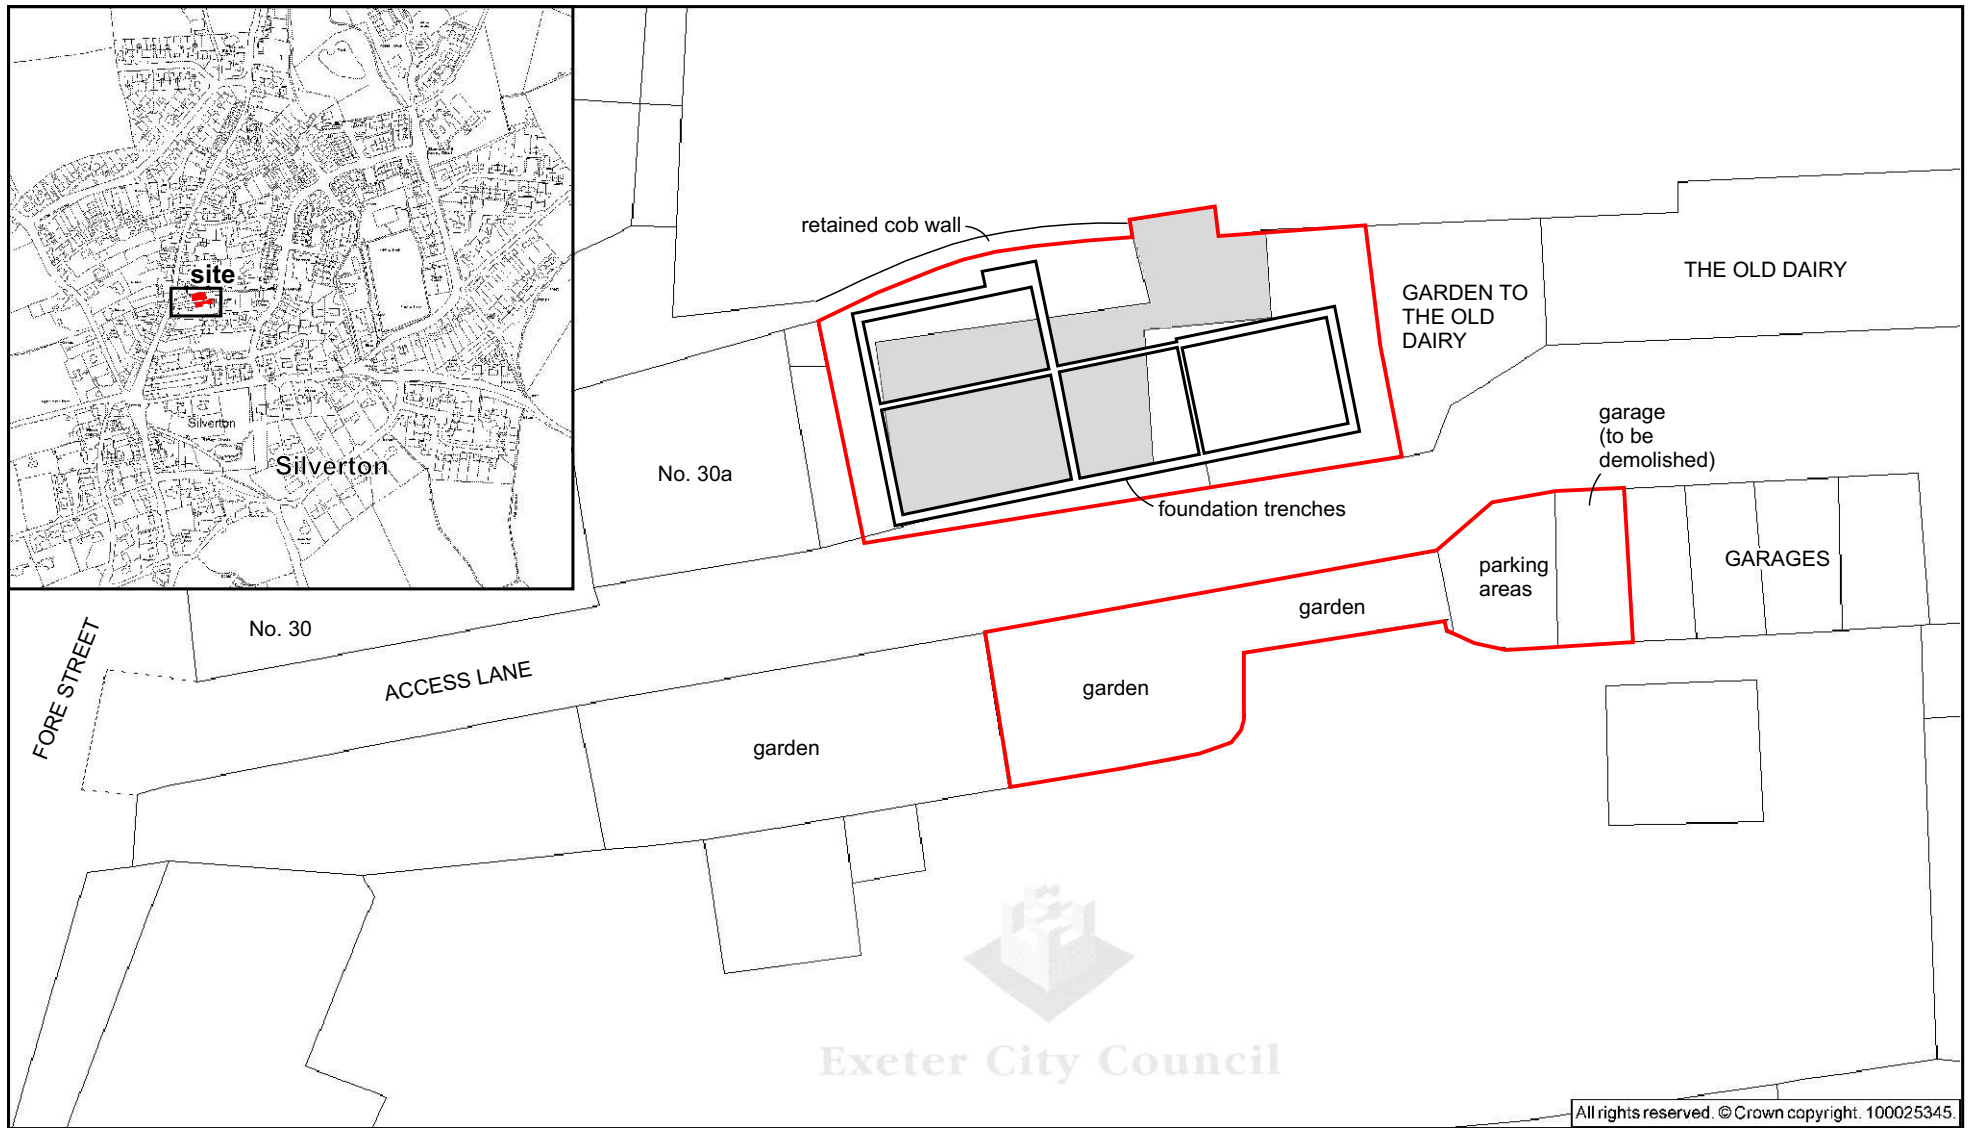 site
Silverton
Silverton
retained cob wall
THE OLD DAIRY
GARDEN TO
THE OLD
DAIRY
garage
(to be
demolished)
No. 30a
foundation trenches
parking
areas
GARAGES
garden
No. 30
FORE STREET
ACCESS LANE
garden
garden
Exeter City Council
All rights reserved. © Crown copyright. 100025345.